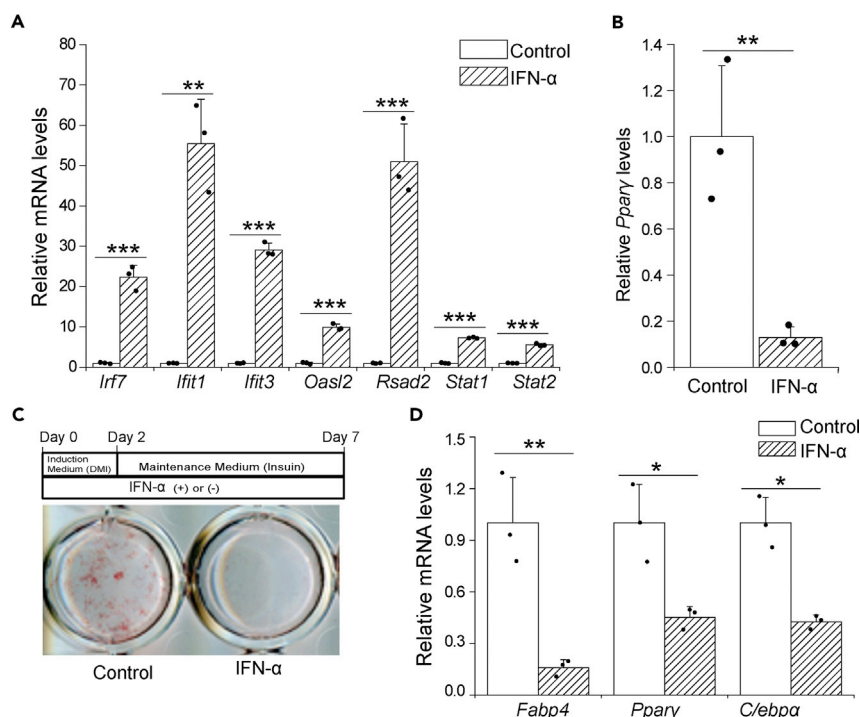 A
Relative mRNA levels
80
70
60
50
40
30
20
10
0
Control
IFN-α
***
**
***
***
***
***
***
Irf7
Ifit1
Ifit3
Oasl2
Rsad2
Stat1
Stat2
B
Relative Pparγ levels
1.4
1.2
1.0
0.8
0.6
0.4
0.2
0.0
**
Control
IFN-α
C
Day 0
Day 2
Day 7
Induction
Medium (DMI)
Maintenance Medium (Insuin)
IFN-α (+) or (-)
Control
IFN-α
D
Relative mRNA levels
1.5
1.2
0.9
0.6
0.3
0.0
Control
IFN-α
**
*
*
Fabp4
Pparγ
C/ebpα